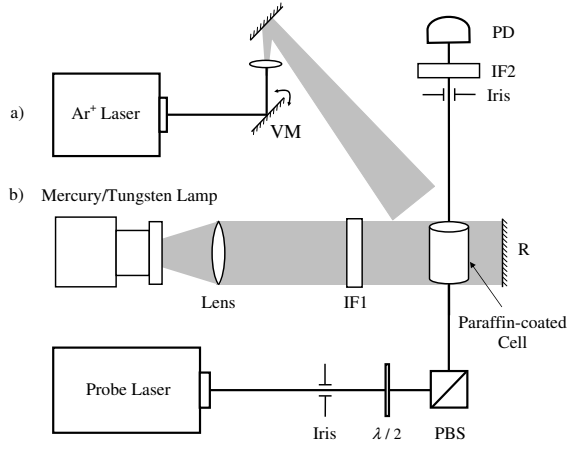 PD
IF2
Iris
a)
Ar⁺ Laser
VM
b) Mercury/Tungsten Lamp
R
Lens
IF1
Paraffin-coated
Cell
Probe Laser
Iris
λ / 2
PBS